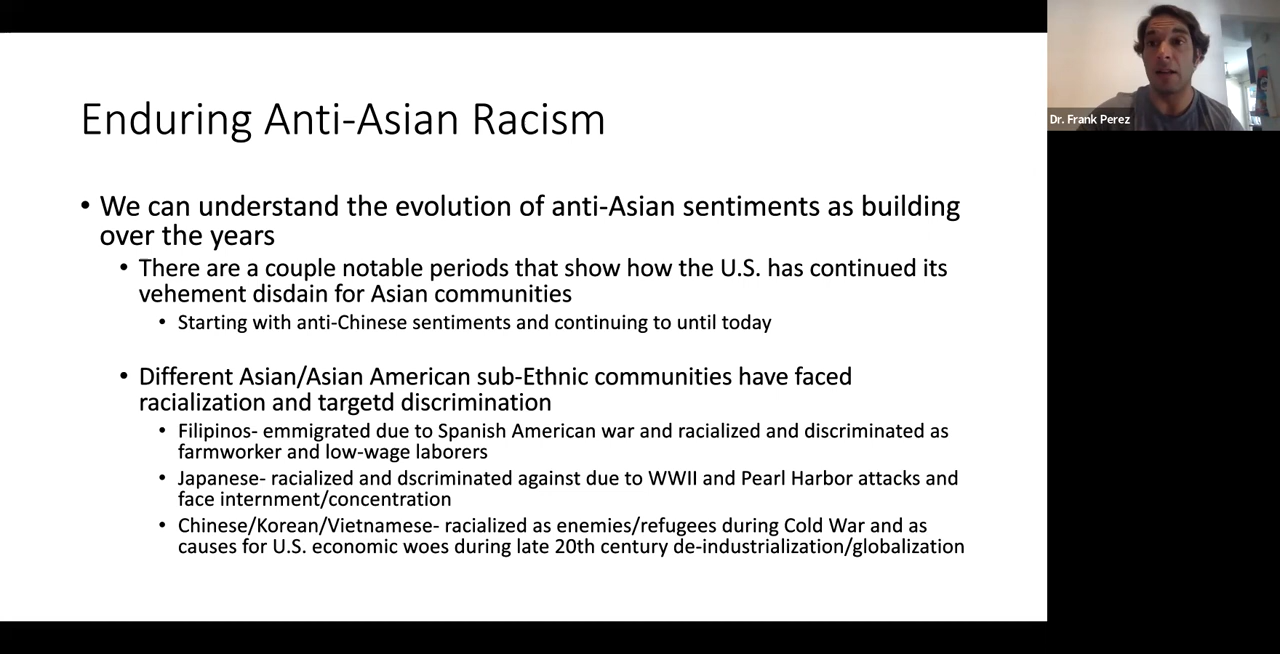 Enduring Anti-Asian Racism
• We can understand the evolution of anti-Asian sentiments as building
over the years
• There are a couple notable periods that show how the U.S. has continued its
vehement disdain for Asian communities
• Starting with anti-Chinese sentiments and continuing to until today
• Different Asian/Asian American sub-Ethnic communities have faced
racialization and targetd discrimination
• Filipinos- emmigrated due to Spanish American war and racialized and discriminated as
farmworker and low-wage laborers
• Japanese- racialized and dscriminated against due to WWII and Pearl Harbor attacks and
face internment/concentration
• Chinese/Korean/Vietnamese- racialized as enemies/refugees during Cold War and as
causes for U.S. economic woes during late 20th century de-industrialization/globalization
Dr. Frank Perez